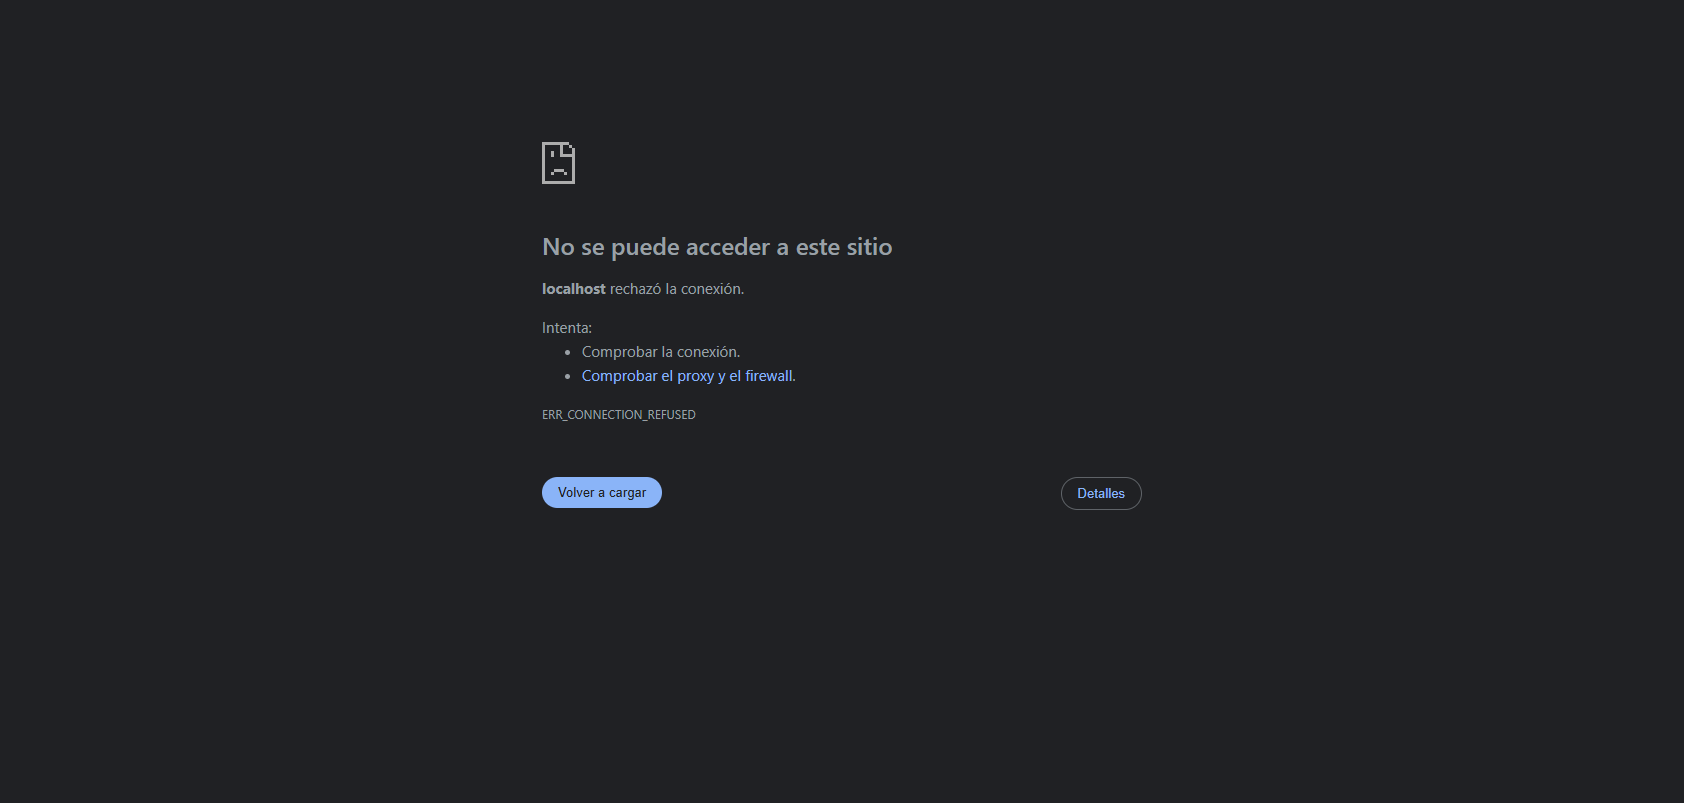 No se puede acceder a este sitio
localhost rechazó la conexión.
Intenta:
Comprobar la conexión.
Comprobar el proxy y el firewall.
ERR_CONNECTION_REFUSED
Volver a cargar
Detalles